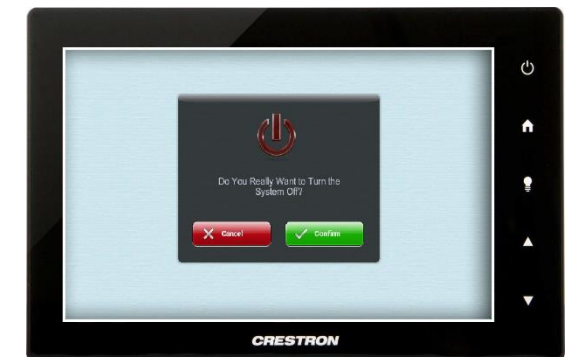 Do You Really Want to Turn the
System Off?
Cancel
Confirm
CRESTRON